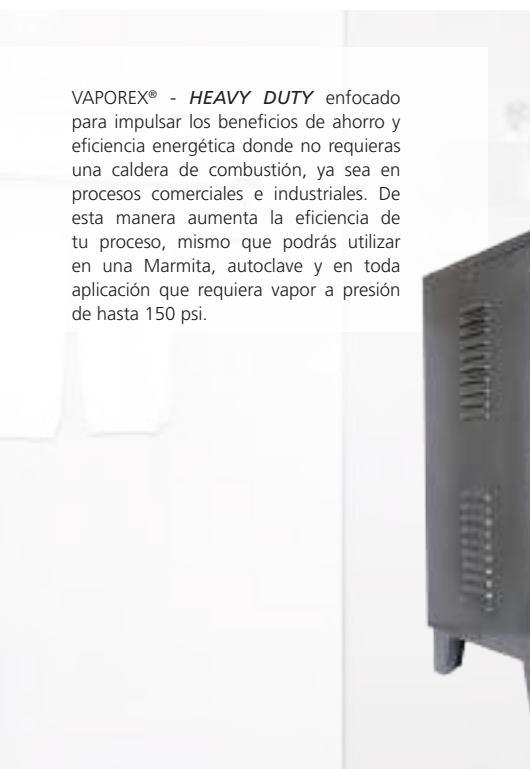 VAPOREX® - HEAVY DUTY enfocado
para impulsar los beneficios de ahorro y
eficiencia energética donde no requieras
una caldera de combustión, ya sea en
procesos comerciales e industriales. De
esta manera aumenta la eficiencia de
tu proceso, mismo que podrás utilizar
en una Marmita, autoclave y en toda
aplicación que requiera vapor a presión
de hasta 150 psi.